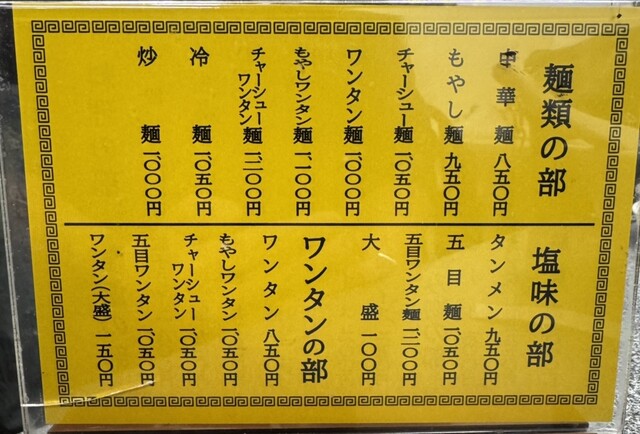 麺類の部
中華麺 八五〇円
もやし麺 九五〇円
チャーシュー麺 一、〇五〇円
ワンタン麺 一、〇〇〇円
もやしワンタン麺 一、一〇〇円
チャーシューワンタン麺 一、二〇〇円
冷麺 一、〇五〇円
炒麺 一、〇〇〇円
塩味の部
タンメン 九五〇円
五目麺 一、〇五〇円
五目ワンタン麺 一、二〇〇円
大盛 一〇〇円
ワンタンの部
ワンタン 八五〇円
もやしワンタン 一、〇五〇円
チャーシューワンタン 一、〇五〇円
五目ワンタン 一、〇五〇円
ワンタン(大盛) 一五〇円